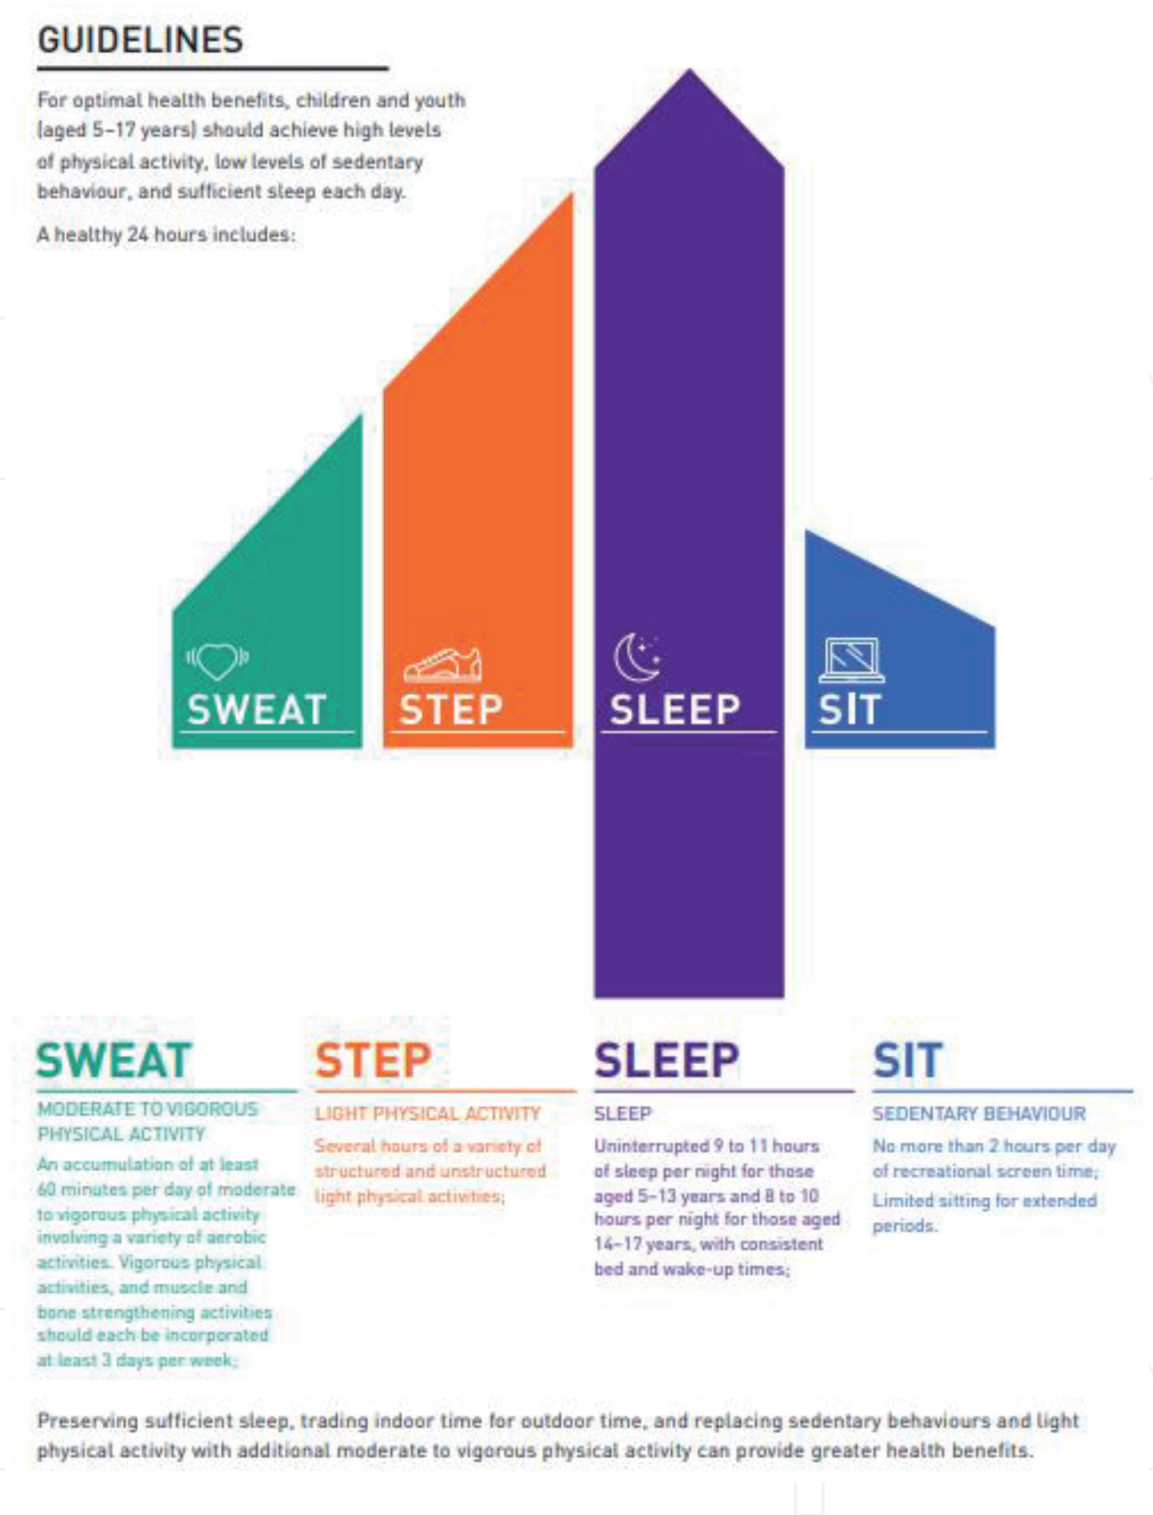 GUIDELINES
For optimal health benefits, children and youth
(aged 5–17 years) should achieve high levels
of physical activity, low levels of sedentary
behaviour, and sufficient sleep each day.
A healthy 24 hours includes:
SWEAT
STEP
SLEEP
SIT
SWEAT
MODERATE TO VIGOROUS
PHYSICAL ACTIVITY
An accumulation of at least
60 minutes per day of moderate
to vigorous physical activity
involving a variety of aerobic
activities. Vigorous physical
activities, and muscle and
bone strengthening activities
should each be incorporated
at least 3 days per week;
STEP
LIGHT PHYSICAL ACTIVITY
Several hours of a variety of
structured and unstructured
light physical activities;
SLEEP
SLEEP
Uninterrupted 9 to 11 hours
of sleep per night for those
aged 5–13 years and 8 to 10
hours per night for those aged
14–17 years, with consistent
bed and wake-up times;
SIT
SEDENTARY BEHAVIOUR
No more than 2 hours per day
of recreational screen time;
Limited sitting for extended
periods.
Preserving sufficient sleep, trading indoor time for outdoor time, and replacing sedentary behaviours and light
physical activity with additional moderate to vigorous physical activity can provide greater health benefits.